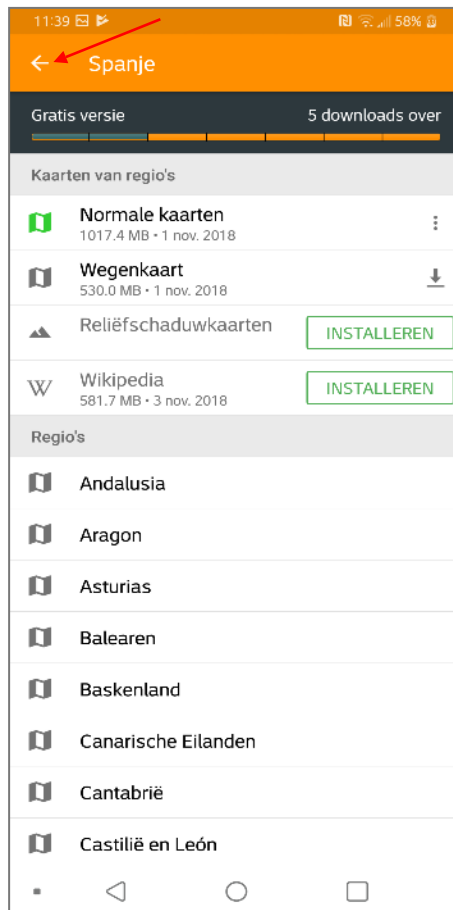 11:39 58%
Spanje
Gratis versie 5 downloads over
Kaarten van regio's
Normale kaarten
1017.4 MB • 1 nov. 2018
Wegenkaart
530.0 MB • 1 nov. 2018
Reliëfschaduwkaarten INSTALLEREN
Wikipedia
581.7 MB • 3 nov. 2018 INSTALLEREN
Regio's
Andalusia
Aragon
Asturias
Balearen
Baskenland
Canarische Eilanden
Cantabrië
Castilië en León